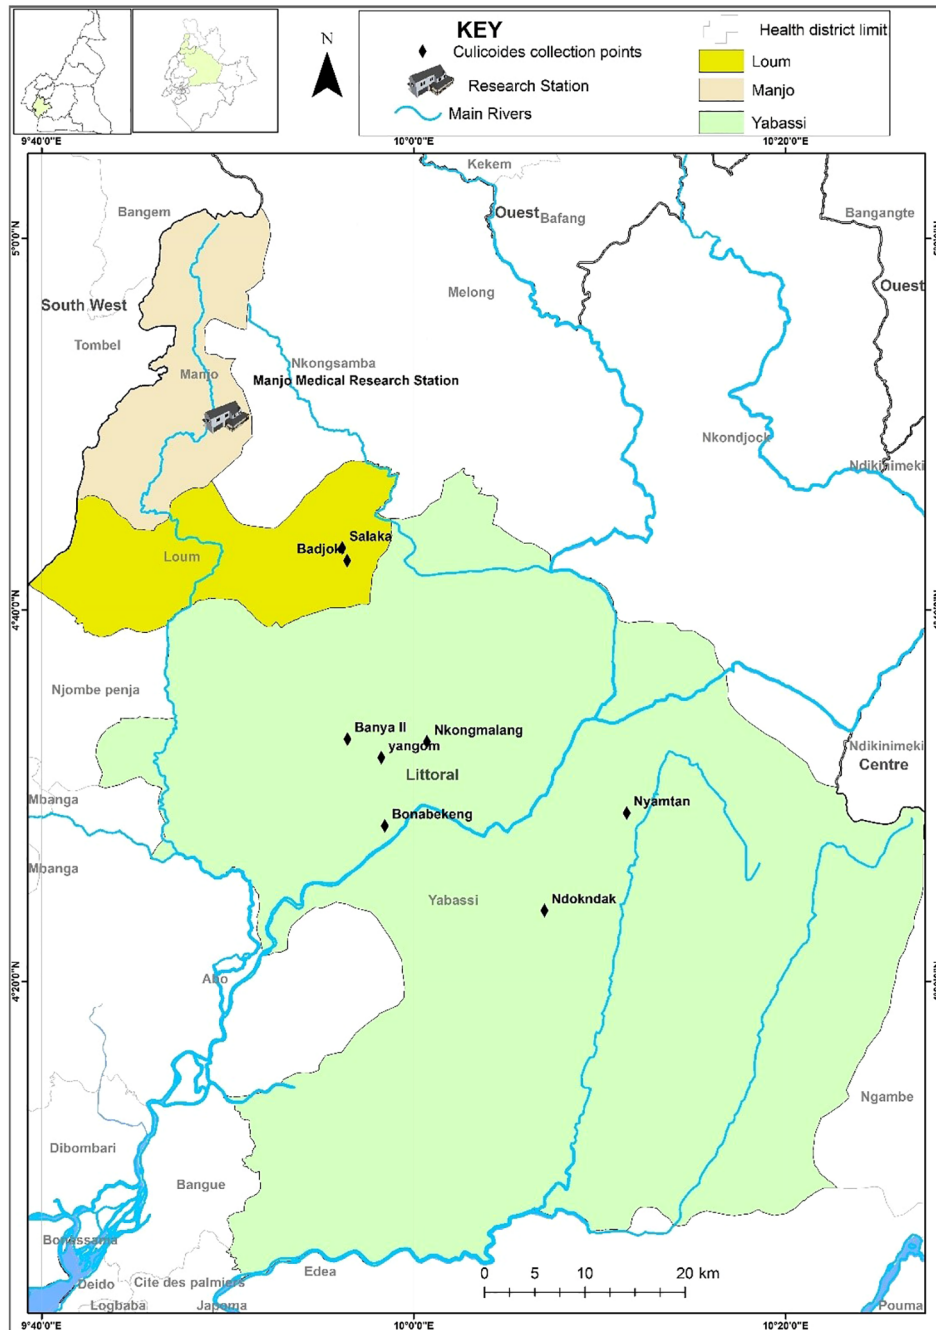 N
KEY
Culicoides collection points
Research Station
Main Rivers
Health district limit
Loum
Manjo
Yabassi
9°40'0"E
10°0'0"E
10°20'0"E
Kekem
Bangem
Ouest
Bafang
Bangangte
5°0'0"N
South West
Melong
Ouest
Tombel
Nkongsamba
Manjo
Manjo Medical Research Station
Nkondjock
Ndikinimeki
Salaka
Badjok
Loum
4°40'0"N
Njombe penja
Banya II
Nkongmalang
yangom
Littoral
Ndikinimeki
Centre
Mbanga
Nyamtan
Bonabekeng
Mbanga
Yabassi
Ndokndak
Abo
4°20'0"N
Ngambe
Dibombari
Bangue
Bonassama
Edea
Deido
Cite des palmiers
Logbaba
Japoma
Pouma
0 5 10 20 km
9°40'0"E
10°0'0"E
10°20'0"E